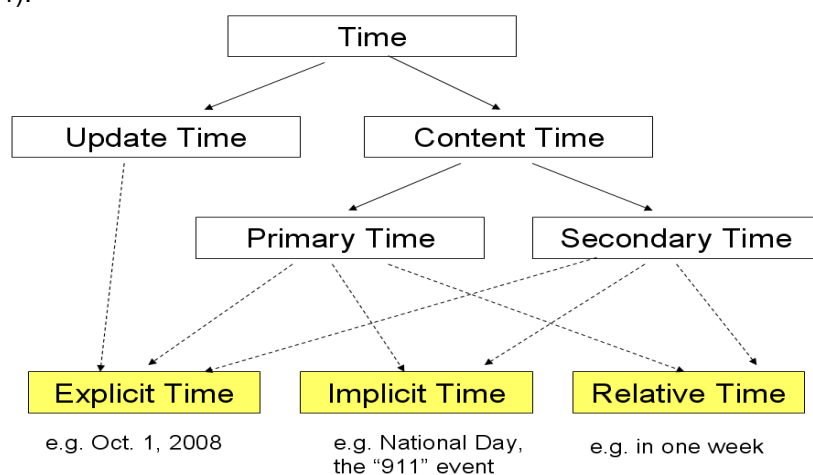 Time
Update Time
Content Time
Primary Time
Secondary Time
Explicit Time
Implicit Time
Relative Time
e.g. Oct. 1, 2008
e.g. National Day,
the “911” event
e.g. in one week